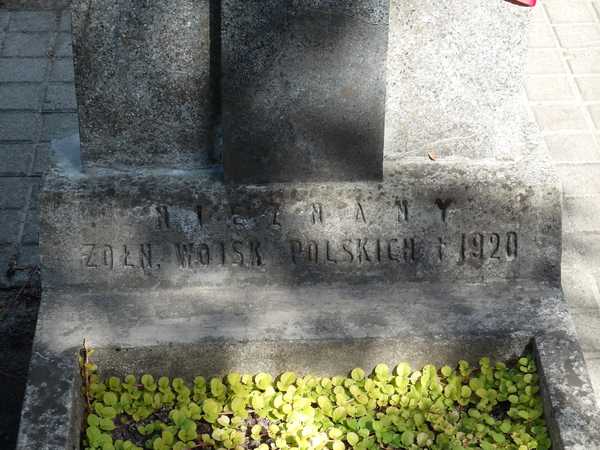 NIEZNANY
ŻOŁN. WOJSK POLSKICH † 1920